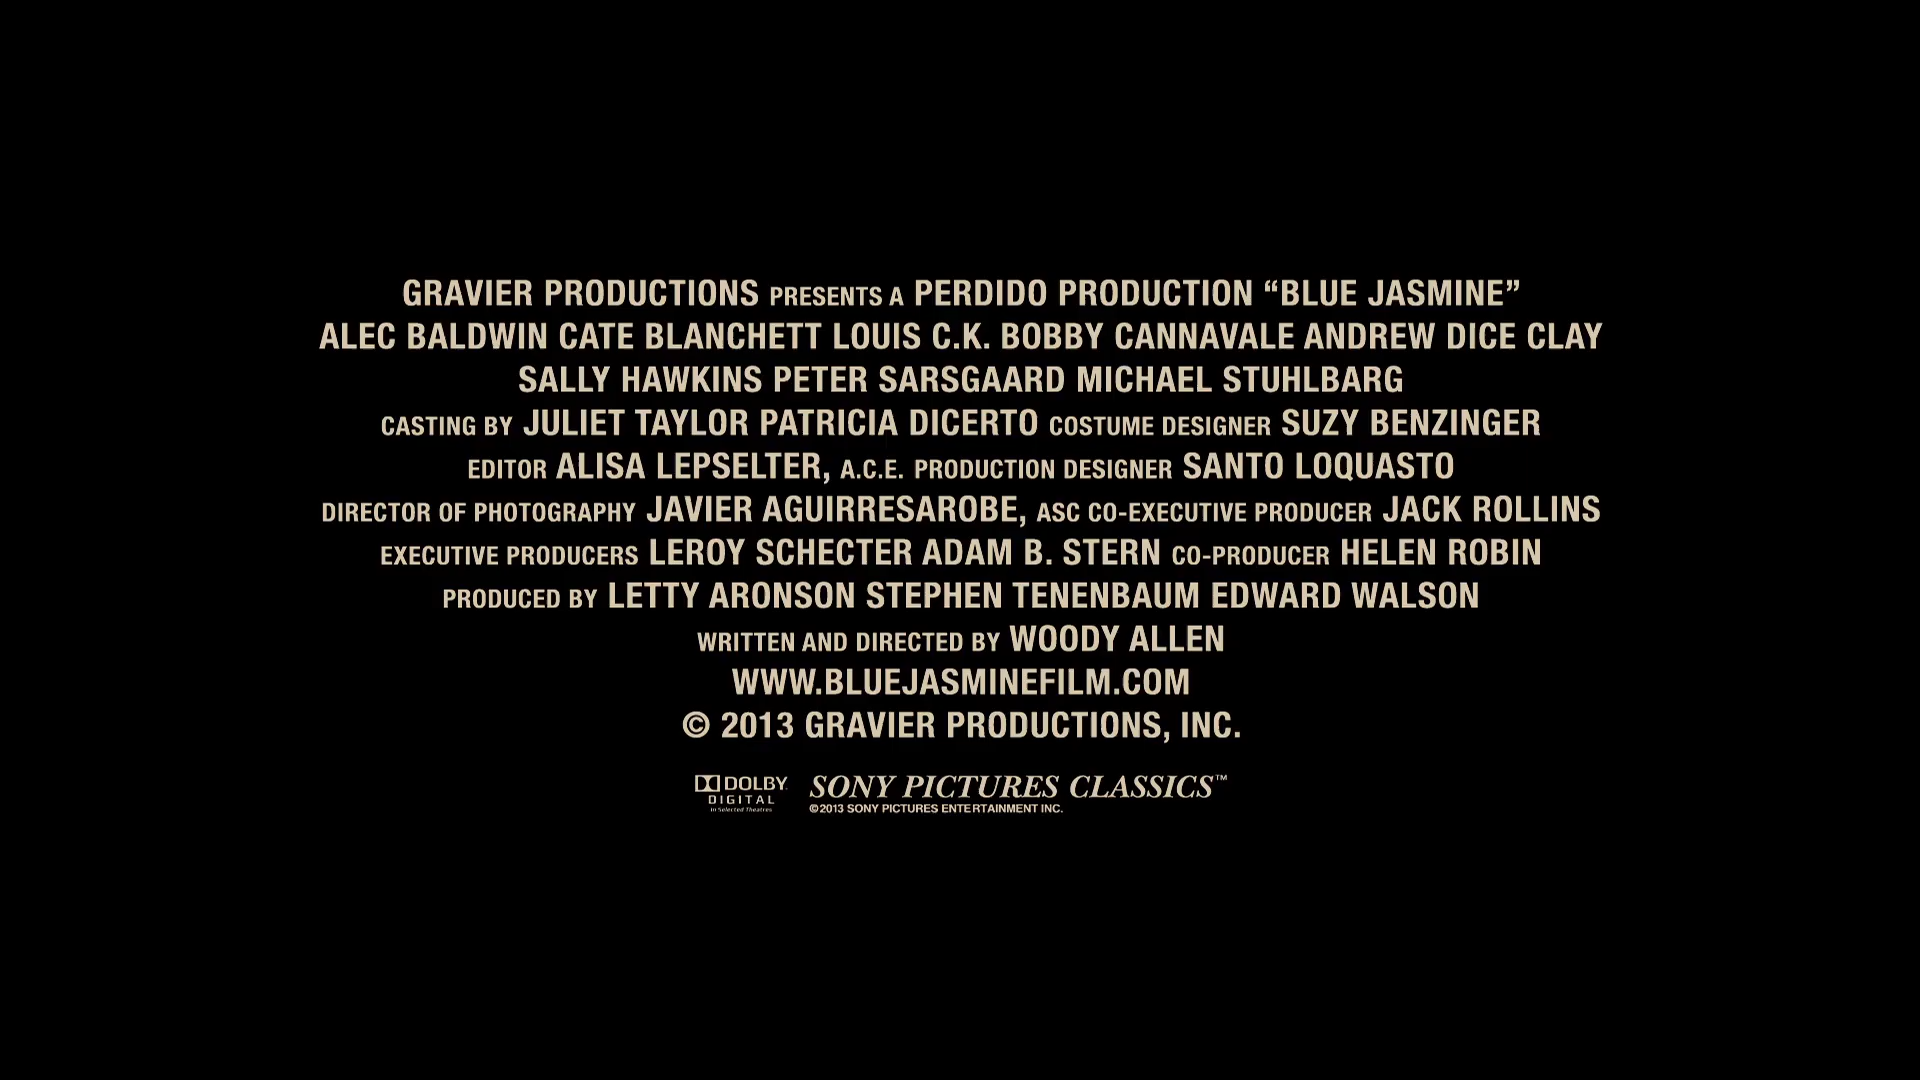 GRAVIER PRODUCTIONS PRESENTS A PERDIDO PRODUCTION “BLUE JASMINE”
ALEC BALDWIN CATE BLANCHETT LOUIS C.K. BOBBY CANNAVALE ANDREW DICE CLAY
SALLY HAWKINS PETER SARSGAARD MICHAEL STUHLBARG
CASTING BY JULIET TAYLOR PATRICIA DICERTO COSTUME DESIGNER SUZY BENZINGER
EDITOR ALISA LEPSELTER, A.C.E. PRODUCTION DESIGNER SANTO LOQUASTO
DIRECTOR OF PHOTOGRAPHY JAVIER AGUIRRESAROBE, ASC CO-EXECUTIVE PRODUCER JACK ROLLINS
EXECUTIVE PRODUCERS LEROY SCHECTER ADAM B. STERN CO-PRODUCER HELEN ROBIN
PRODUCED BY LETTY ARONSON STEPHEN TENENBAUM EDWARD WALSON
WRITTEN AND DIRECTED BY WOODY ALLEN
WWW.BLUEJASMINEFILM.COM
© 2013 GRAVIER PRODUCTIONS, INC.
DOLBY
DIGITAL
In Selected Theatres
SONY PICTURES CLASSICS™
©2013 SONY PICTURES ENTERTAINMENT INC.